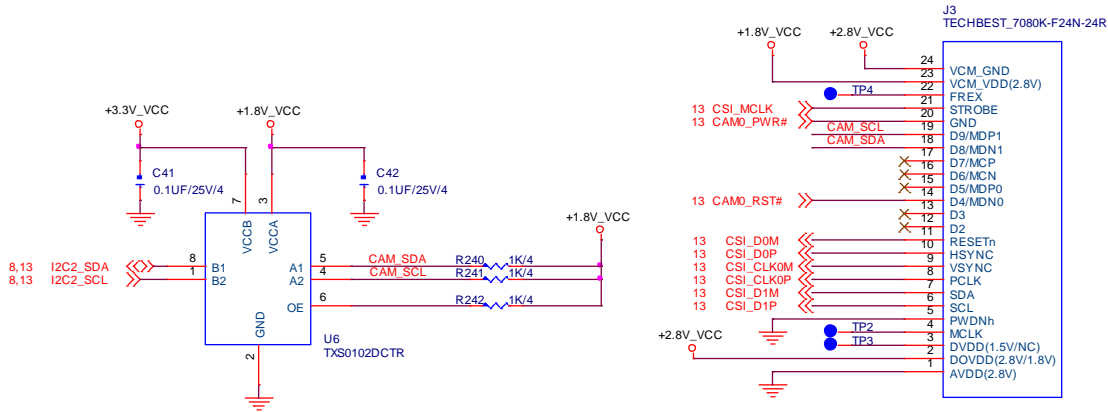 J3
TECHBEST_7080K-F24N-24R
+1.8V_VCC
+2.8V_VCC
24
VCM_GND
23
VCM_VDD(2.8V)
22
TP4
FREX
21
13 CSI_MCLK
STROBE
20
13 CAM0_PWR#
GND
19
CAM_SCL
D9/MDP1
18
CAM_SDA
D8/MDN1
17
D7/MCP
16
D6/MCN
15
D5/MDP0
14
13 CAM0_RST#
D4/MDN0
13
D3
12
D2
11
13 CSI_D0M
RESETn
10
13 CSI_D0P
HSYNC
9
13 CSI_CLK0M
VSYNC
8
13 CSI_CLK0P
PCLK
7
13 CSI_D1M
SDA
6
13 CSI_D1P
SCL
5
PWDNh
4
TP2
MCLK
3
TP3
DVDD(1.5V/NC)
2
+2.8V_VCC
DOVDD(2.8V/1.8V)
1
AVDD(2.8V)
+3.3V_VCC
+1.8V_VCC
C41
0.1UF/25V/4
C42
0.1UF/25V/4
7
3
VCCB
VCCA
+1.8V_VCC
8,13 I2C2_SDA
8
B1
A1
5
CAM_SDA
R240
1K/4
8,13 I2C2_SCL
1
B2
A2
4
CAM_SCL
R241
1K/4
OE
6
R242
1K/4
GND
2
U6
TXS0102DCTR